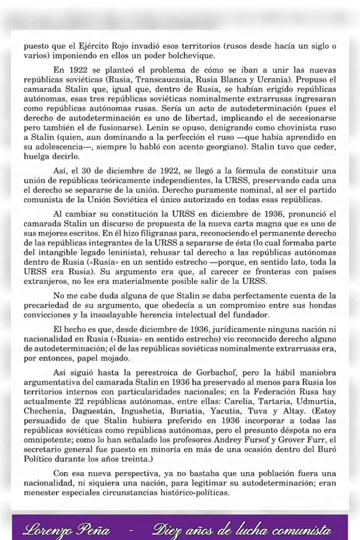 puesto que el Ejército Rojo invadió esos territorios (rusos desde hacía un siglo o
varios) imponiendo en ellos un poder bolchevique.
En 1922 se planteó el problema de cómo se iban a unir las nuevas
repúblicas soviéticas (Rusia, Transcaucasia, Rusia Blanca y Ucrania). Propuso el
camarada Stalin que, igual que, dentro de Rusia, se habían erigido repúblicas
autónomas, esas tres repúblicas soviéticas nominalmente extrarrusas ingresaran
como repúblicas autónomas rusas. Sería un acto de autodeterminación (pues el
derecho de autodeterminación es uno de libertad, implicando el de secesionarse
pero también el de fusionarse). Lenin se opuso, denigrando como chovinista ruso
a Stalin (quien, aun dominando a la perfección el ruso —que había aprendido en
su adolescencia—, siempre lo habló con acento georgiano). Stalin tuvo que ceder,
huelga decirlo.
Así, el 30 de diciembre de 1922, se llegó a la fórmula de constituir una
unión de repúblicas teóricamente independientes, la URSS, preservando cada una
el derecho de separarse de la unión. Derecho puramente nominal, al ser el partido
comunista de la Unión Soviética el único autorizado en todas esas repúblicas.
Al cambiar su constitución la URSS en diciembre de 1936, pronunció el
camarada Stalin un discurso de propuesta de la nueva carta magna que es uno de
sus mejores escritos. En él hizo filigranas para, reconociendo el permanente derecho
de las repúblicas integrantes de la URSS a separarse de ésta (lo cual formaba parte
del intangible legado leninista), rehusar tal derecho a las repúblicas autónomas
dentro de Rusia («Rusia» en un sentido estrecho —porque, en sentido lato, toda la
URSS era Rusia). Su argumento era que, al carecer ce fronteras con países
extranjeros, no les era materialmente posible salir de la URSS.
No me cabe duda alguna de que Stalin se daba perfectamente cuenta de la
precariedad de su argumento, que obedecía a un compromiso entre sus hondas
convicciones y la insoslayable herencia intelectual del fundador.
El hecho es que, desde diciembre de 1936, jurídicamente ninguna nación ni
nacionalidad en Rusia («Rusia» en sentido estrecho) vio reconocido derecho alguno
de autodeterminación; el de las repúblicas soviéticas nominalmente extrarrusas era,
por entonces, papel mojado.
Así siguió hasta la perestroica de Gorbachof, pero la hábil maniobra
argumentativa del camarada Stalin en 1936 ha preservado al menos para Rusia los
territorios internos con particularidades nacionales; en la Federación Rusa hay
actualmente 22 repúblicas autónomas, entre ellas: Carelia, Tartaria, Udmurtia,
Chechenia, Daguestán, Ingushetia, Buriatia, Yacutia, Tuva y Altay. (Estoy
persuadido de que Stalin hubiera preferido en 1936 incorporar a todas las
repúblicas soviéticas como repúblicas autónomas, pero el presunto déspota no era
omnipotente; como lo han señalado los profesores Andrey Fursof y Grover Furr, el
secretario general fue puesto en minoría en más de una ocasión dentro del Buró
Político durante los años treinta.)
Con esa nueva perspectiva, ya no bastaba que una población fuera una
nacionalidad, ni siquiera una nación, para legitimar su autodeterminación; eran
menester especiales circunstancias histórico-políticas.
Lorenzo Peña - Diez años de lucha comunista